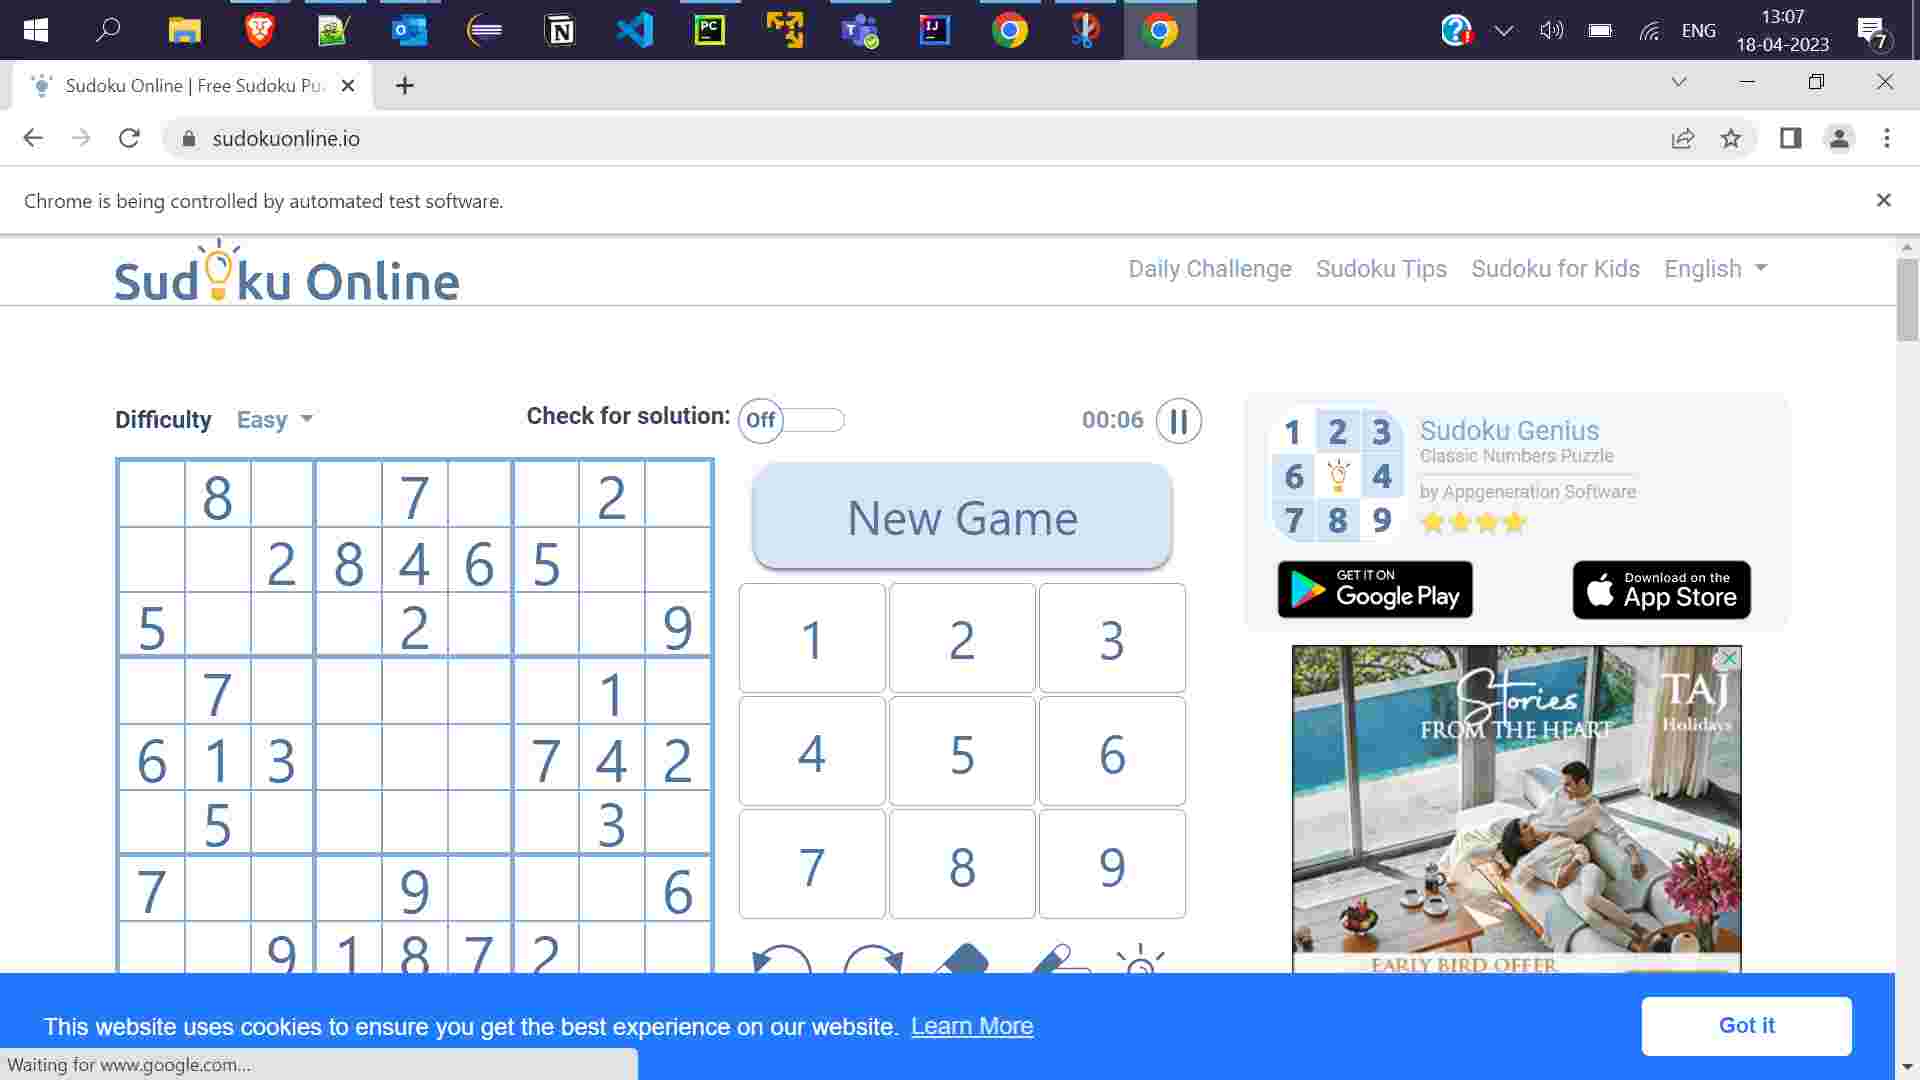 ENG
13:07
18-04-2023
7
Sudoku Online | Free Sudoku Pu
sudokuonline.io
Chrome is being controlled by automated test software.
Sudoku Online
Daily Challenge Sudoku Tips Sudoku for Kids English
Difficulty Easy Check for solution: Off 00:06
8 7 2
2 8 4 6 5
5 2 9
7 1
6 1 3 7 4 2
5 3
7 9 6
9 1 8 7 2
New Game
1 2 3
4 5 6
7 8 9
1 2 3
6 4
7 8 9
Sudoku Genius
Classic Numbers Puzzle
by Appgeneration Software
GET IT ON
Google Play
Download on the
App Store
Stories
FROM THE HEART
TAJ
Holidays
EARLY BIRD OFFER
This website uses cookies to ensure you get the best experience on our website. Learn More
Got it
Waiting for www.google.com...